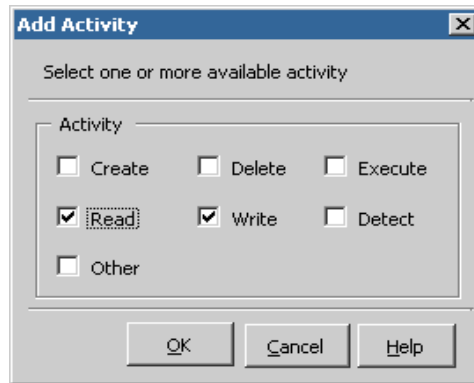 Add Activity
Select one or more available activity
Activity
Create Delete Execute
Read Write Detect
Other
OK Cancel Help